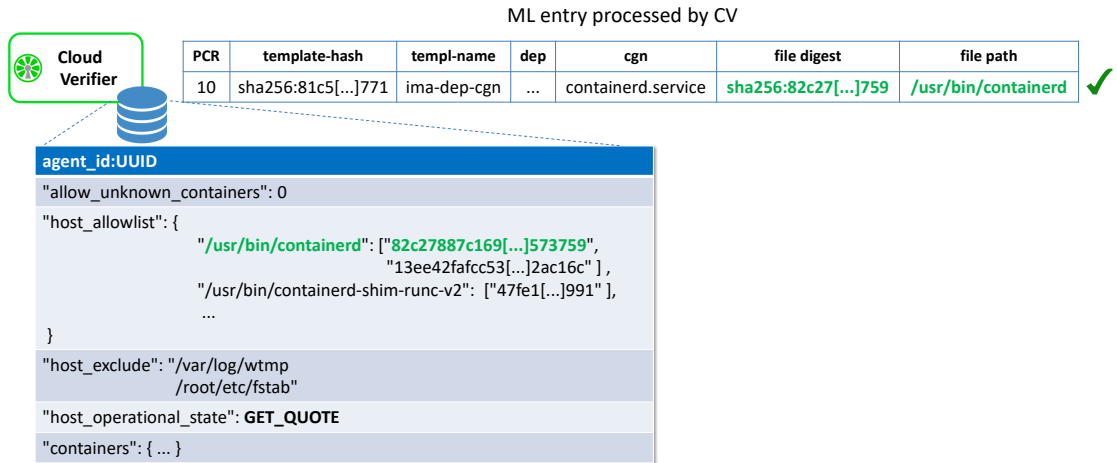 ML entry processed by CV
Cloud
Verifier
PCR template-hash templ-name dep cgn file digest file path
10 sha256:81c5[...]771 ima-dep-cgn ... containerd.service sha256:82c27[...]759 /usr/bin/containerd
agent_id:UUID
"allow_unknown_containers": 0
"host_allowlist": {
"/usr/bin/containerd": ["82c27887c169[...]573759",
"13ee42fafcc53[...]2ac16c" ] ,
"/usr/bin/containerd-shim-runc-v2": ["47fe1[...]991" ],
...
}
"host_exclude": "/var/log/wtmp
/root/etc/fstab"
"host_operational_state": GET_QUOTE
"containers": { ... }